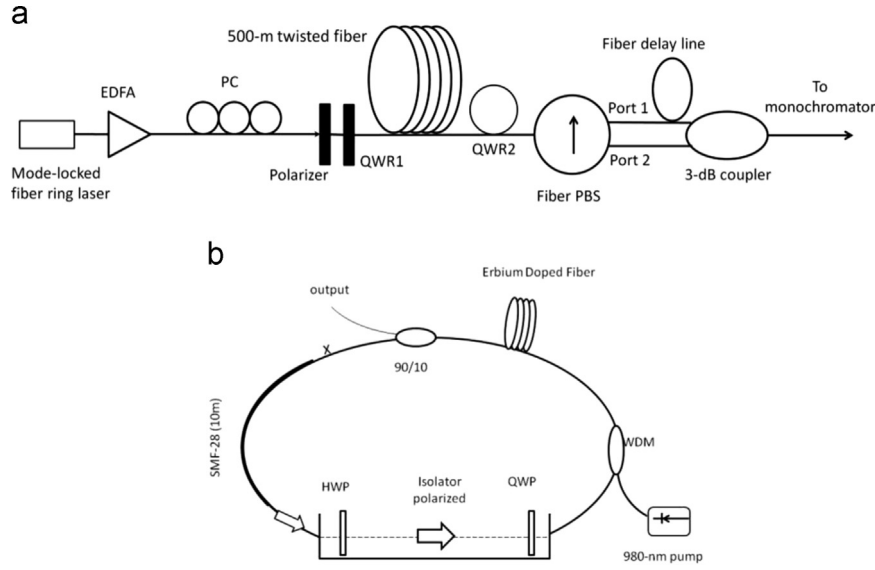 a
500-m twisted fiber
Fiber delay line
EDFA
PC
Port 1
To
monochromator
Mode-locked
fiber ring laser
Polarizer
QWR1
QWR2
Port 2
Fiber PBS
3-dB coupler
b
Erbium Doped Fiber
output
X
90/10
SMF-28 (10m)
WDM
HWP
Isolator
polarized
QWP
980-nm pump